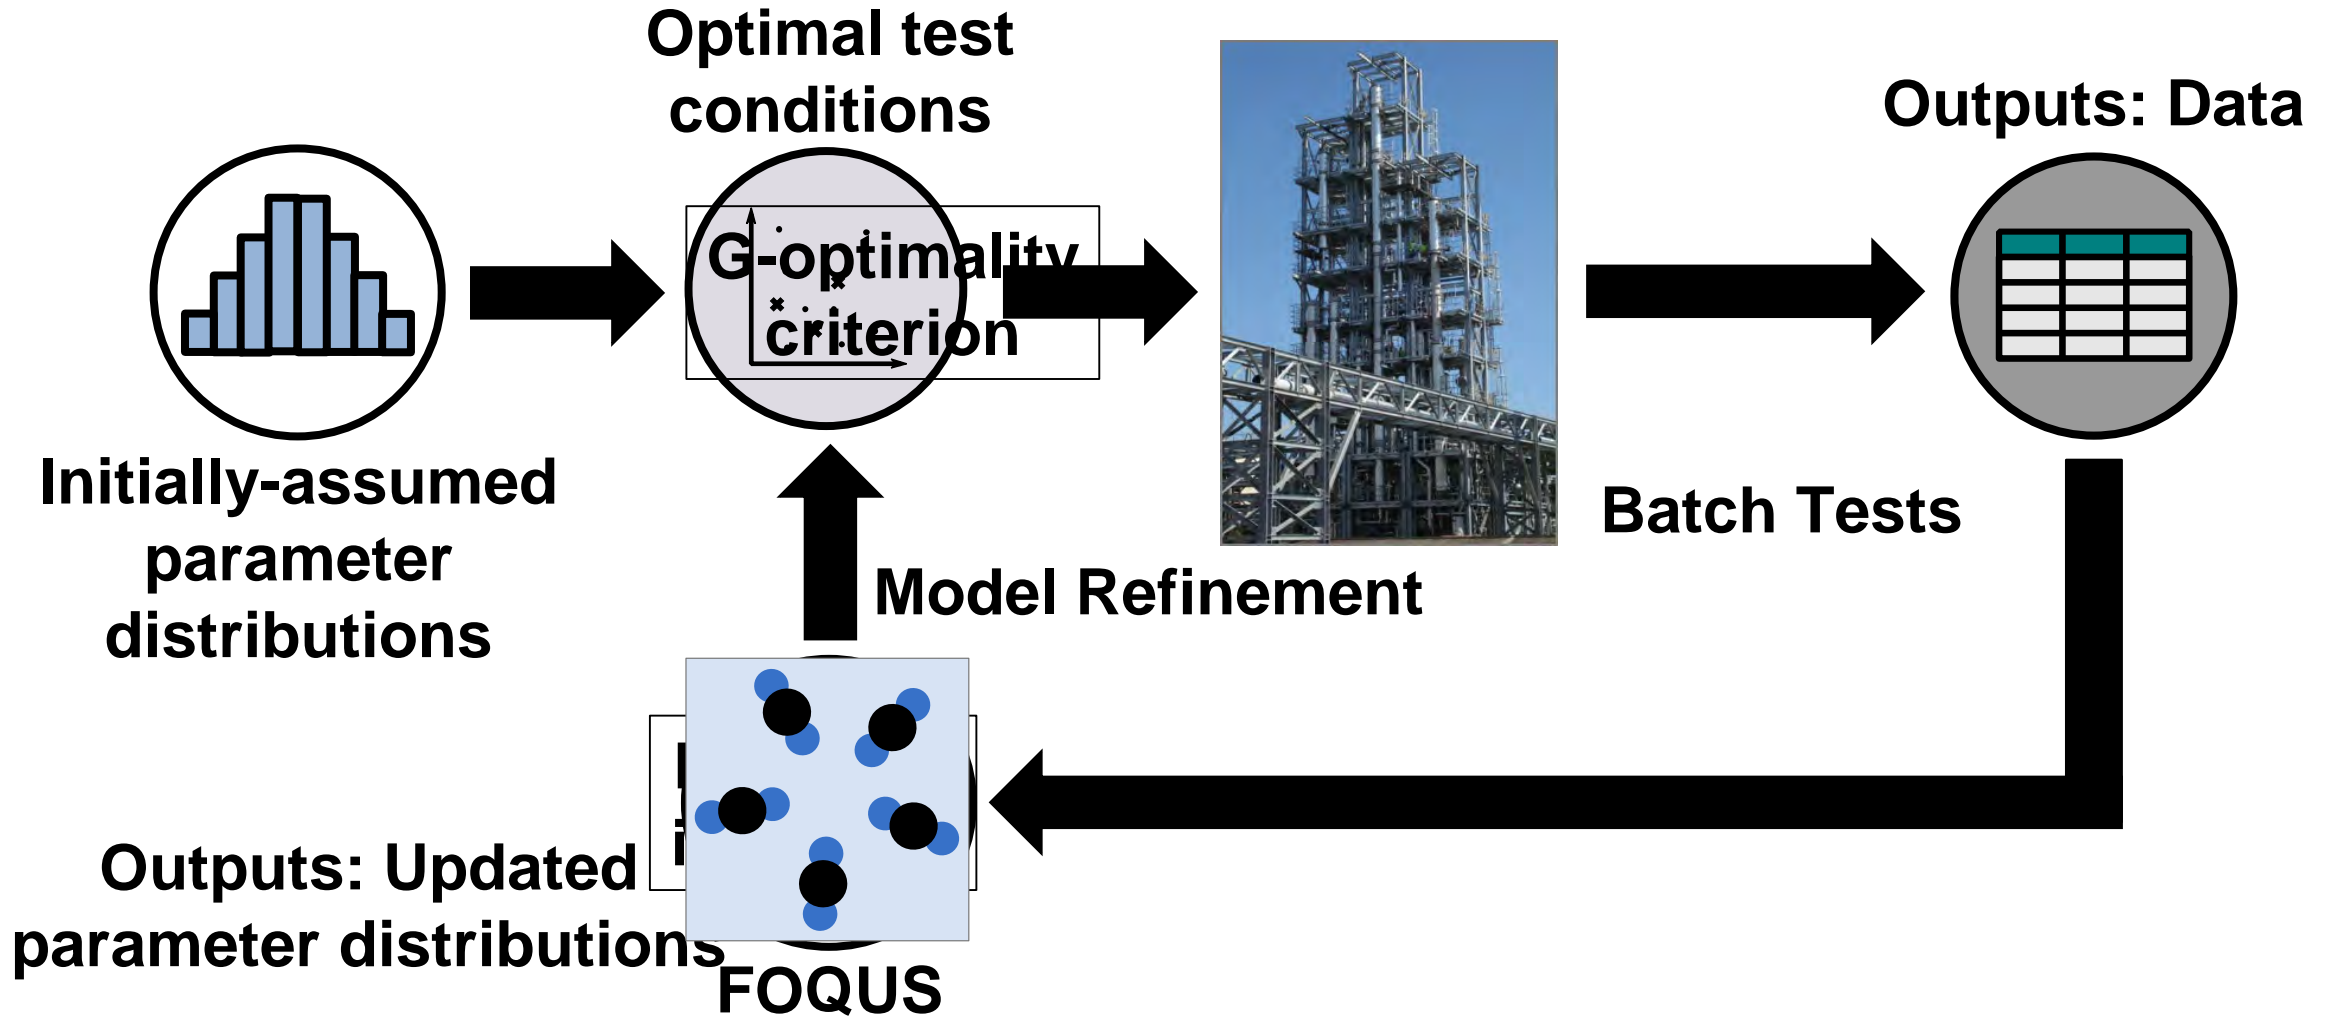 Optimal test
conditions
Outputs: Data
G-optimality
criterion
Initially-assumed
parameter
distributions
Batch Tests
Model Refinement
Outputs: Updated
parameter distributions
FOQUS